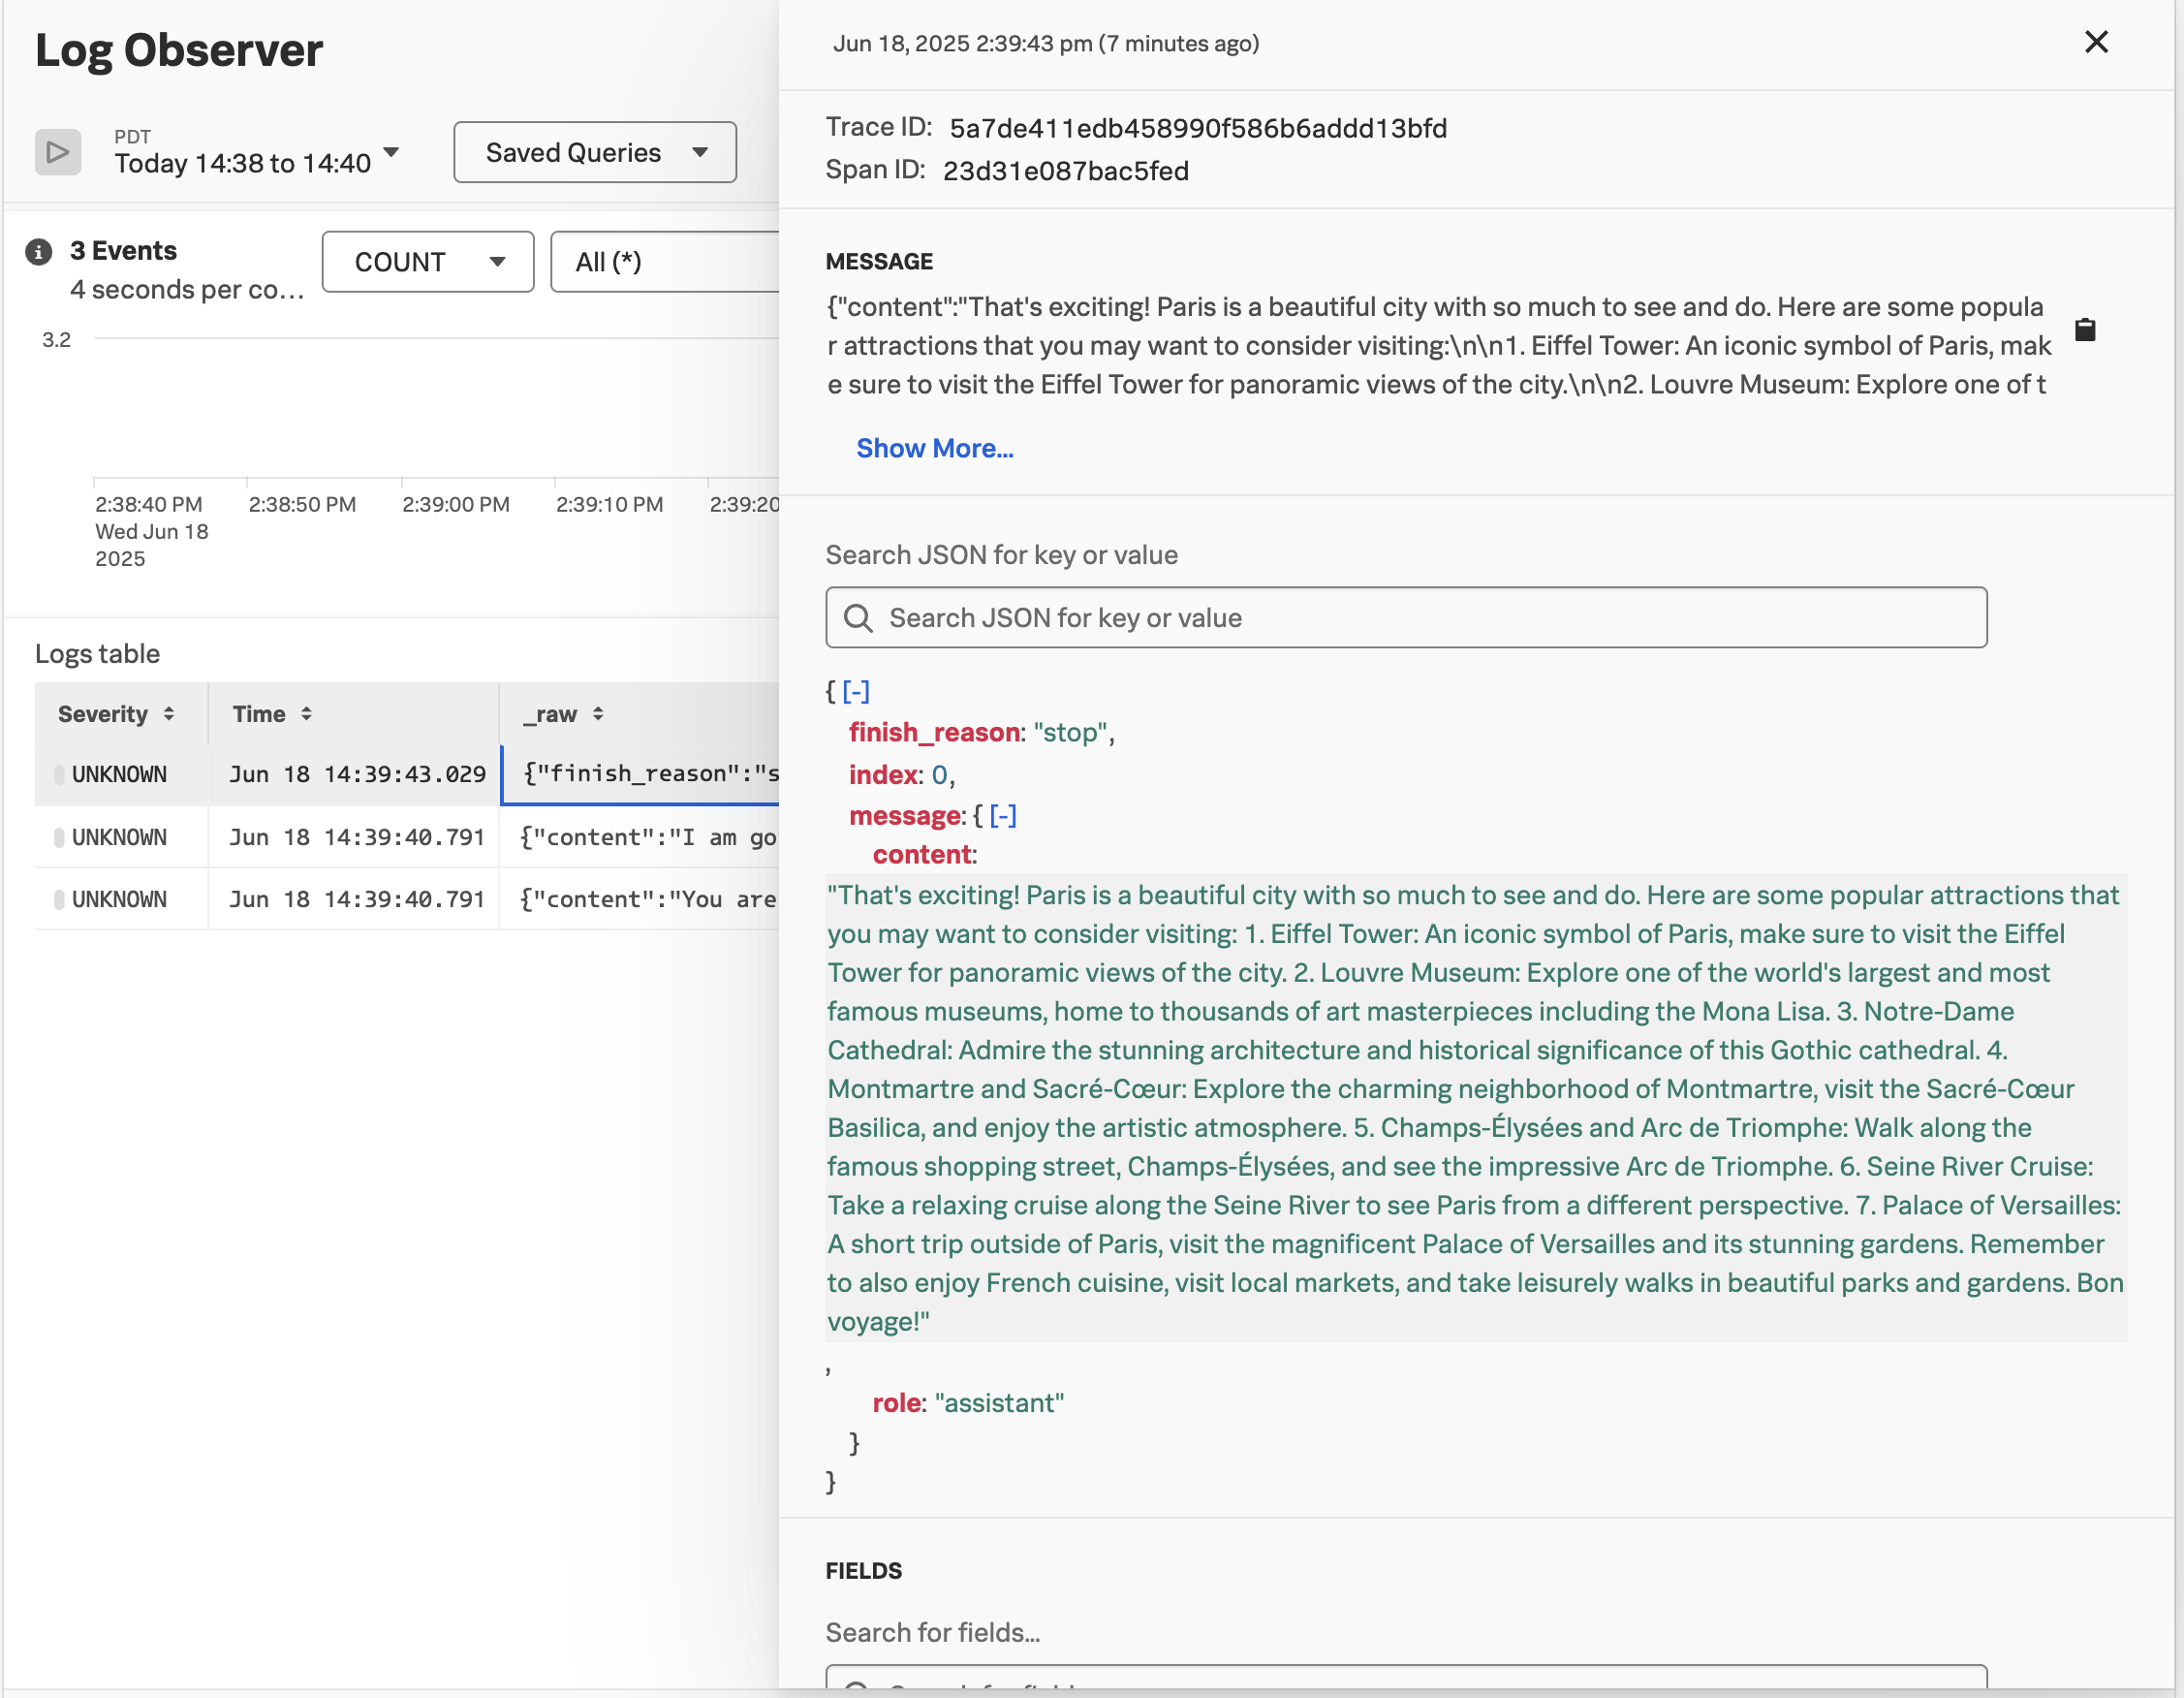 Log Observer
PDT
Today 14:38 to 14:40
Saved Queries
3 Events
4 seconds per co…
COUNT
All (*)
3.2
2:38:40 PM
Wed Jun 18
2025
2:38:50 PM
2:39:00 PM
2:39:10 PM
2:39:20
Logs table
Severity
Time
_raw
UNKNOWN
Jun 18 14:39:43.029
{"finish_reason":"s
UNKNOWN
Jun 18 14:39:40.791
{"content":"I am go
UNKNOWN
Jun 18 14:39:40.791
{"content":"You are
Jun 18, 2025 2:39:43 pm (7 minutes ago)
Trace ID: 5a7de411edb458990f586b6addd13bfd
Span ID: 23d31e087bac5fed
MESSAGE
{"content":"That's exciting! Paris is a beautiful city with so much to see and do. Here are some popula
r attractions that you may want to consider visiting:\n\n1. Eiffel Tower: An iconic symbol of Paris, mak
e sure to visit the Eiffel Tower for panoramic views of the city.\n\n2. Louvre Museum: Explore one of t
Show More...
Search JSON for key or value
Search JSON for key or value
{ [-]
finish_reason: "stop",
index: 0,
message: { [-]
content:
"That's exciting! Paris is a beautiful city with so much to see and do. Here are some popular attractions that
you may want to consider visiting: 1. Eiffel Tower: An iconic symbol of Paris, make sure to visit the Eiffel
Tower for panoramic views of the city. 2. Louvre Museum: Explore one of the world's largest and most
famous museums, home to thousands of art masterpieces including the Mona Lisa. 3. Notre-Dame
Cathedral: Admire the stunning architecture and historical significance of this Gothic cathedral. 4.
Montmartre and Sacré-Cœur: Explore the charming neighborhood of Montmartre, visit the Sacré-Cœur
Basilica, and enjoy the artistic atmosphere. 5. Champs-Élysées and Arc de Triomphe: Walk along the
famous shopping street, Champs-Élysées, and see the impressive Arc de Triomphe. 6. Seine River Cruise:
Take a relaxing cruise along the Seine River to see Paris from a different perspective. 7. Palace of Versailles:
A short trip outside of Paris, visit the magnificent Palace of Versailles and its stunning gardens. Remember
to also enjoy French cuisine, visit local markets, and take leisurely walks in beautiful parks and gardens. Bon
voyage!"
,
role: "assistant"
}
}
FIELDS
Search for fields...